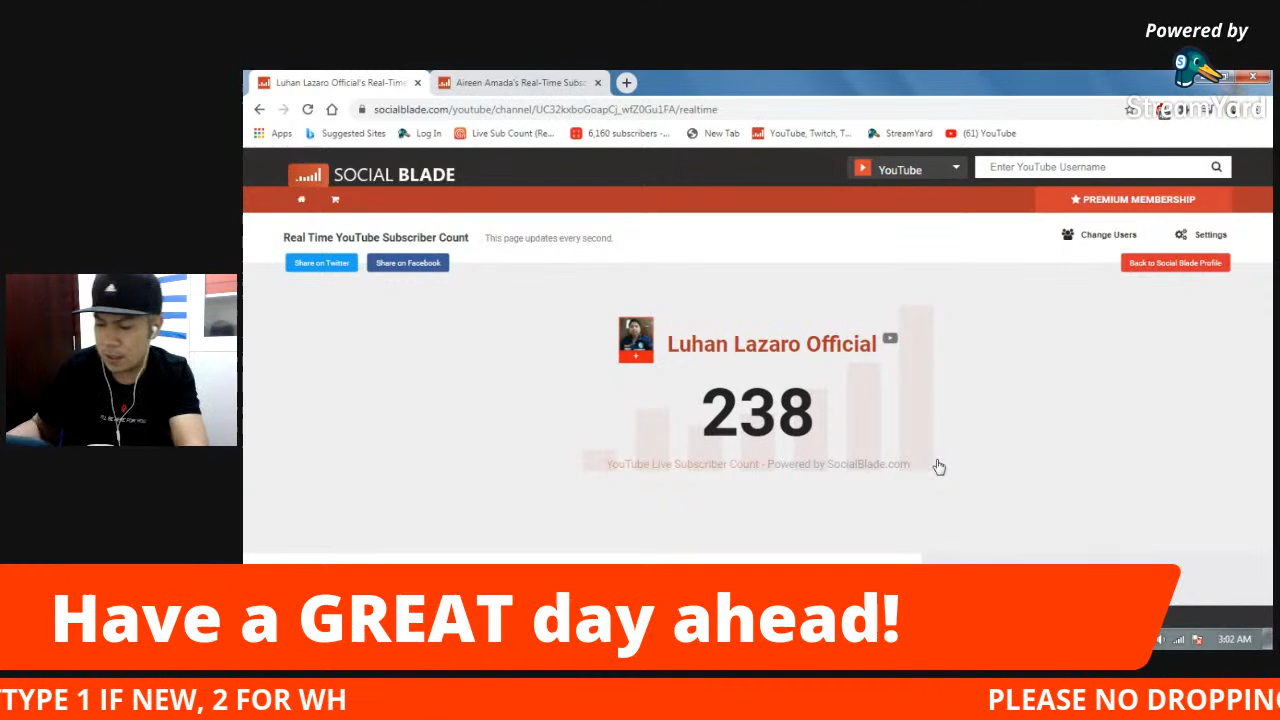 Powered by
StreamYard
Luhan Lazaro Official's Real-Time
Aireen Amada's Real-Time Subsc
socialblade.com/youtube/channel/UC32kxboGoapCj_wfZ0Gu1FA/realtime
Apps Suggested Sites Log In Live Sub Count (Re... 6,160 subscribers -... New Tab YouTube, Twitch, T... StreamYard (61) YouTube
SOCIAL BLADE YouTube Enter YouTube Username
PREMIUM MEMBERSHIP
Real Time YouTube Subscriber Count This page updates every second. Change Users Settings
Share on Twitter Share on Facebook Back to Social Blade Profile
Luhan Lazaro Official
238
YouTube Live Subscriber Count - Powered by SocialBlade.com
Have a GREAT day ahead!
3:02 AM
TYPE 1 IF NEW, 2 FOR WH PLEASE NO DROPPING